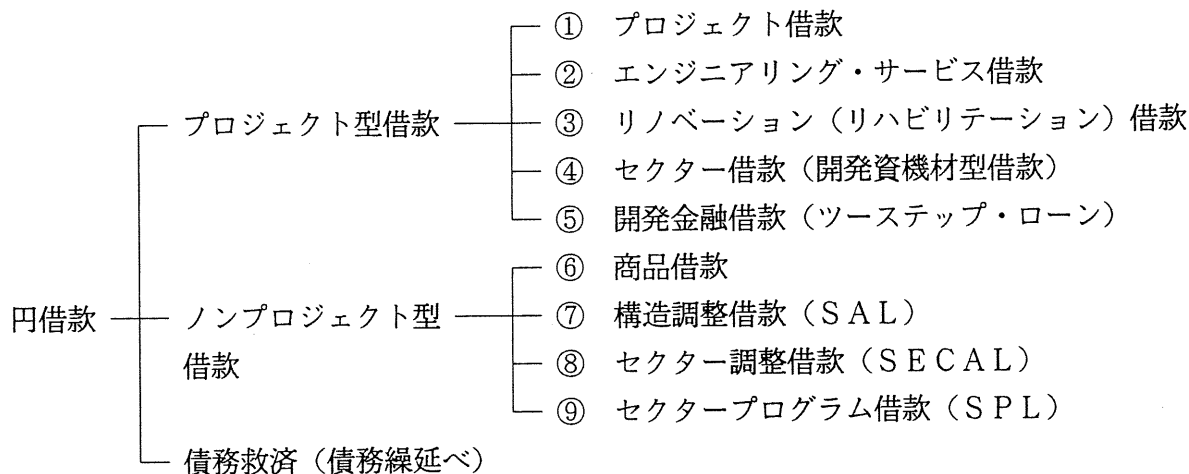 ① プロジェクト借款
② エンジニアリング・サービス借款
プロジェクト型借款
③ リノベーション（リハビリテーション）借款
④ セクター借款（開発資機材型借款）
⑤ 開発金融借款（ツーステップ・ローン）
⑥ 商品借款
円借款
ノンプロジェクト型
借款
⑦ 構造調整借款（ＳＡＬ）
⑧ セクター調整借款（ＳＥＣＡＬ）
⑨ セクタープログラム借款（ＳＰＬ）
債務救済（債務繰延べ）